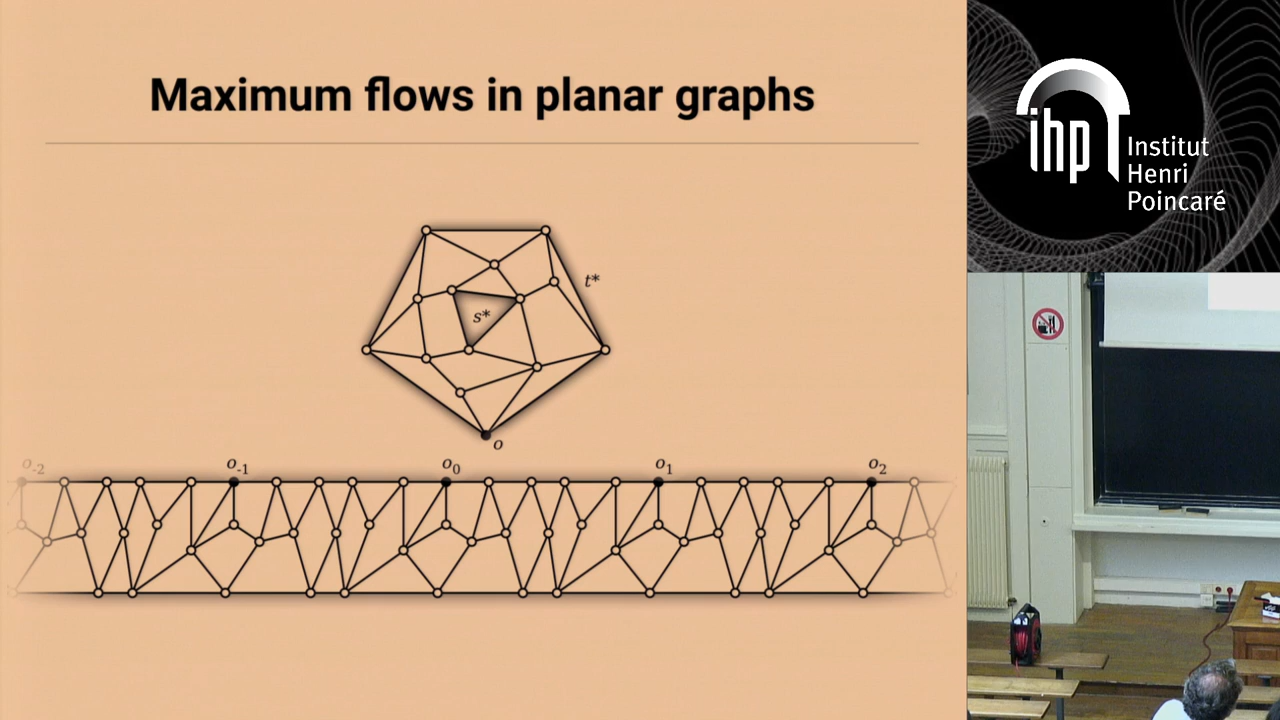 Maximum flows in planar graphs
t*
s*
o
o-2 o-1 o0 o1 o2
ihp Institut
Henri
Poincaré